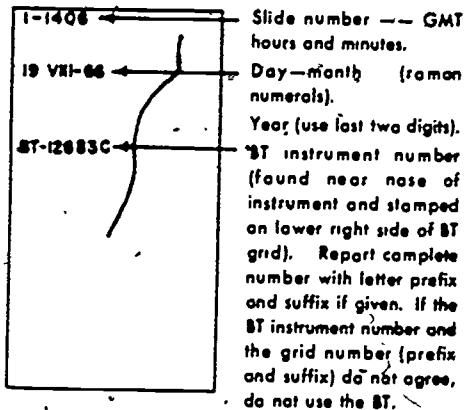 1-1406
19 VIII-66
BT-12683C
Slide number -- GMT
hours and minutes.
Day-month (roman
numerals).
Year (use last two digits).
BT instrument number
(found near nose of
instrument and stamped
on lower right side of BT
grid). Report complete
number with letter prefix
and suffix if given. If the
BT instrument number and
the grid number (prefix
and suffix) do not agree,
do not use the BT.